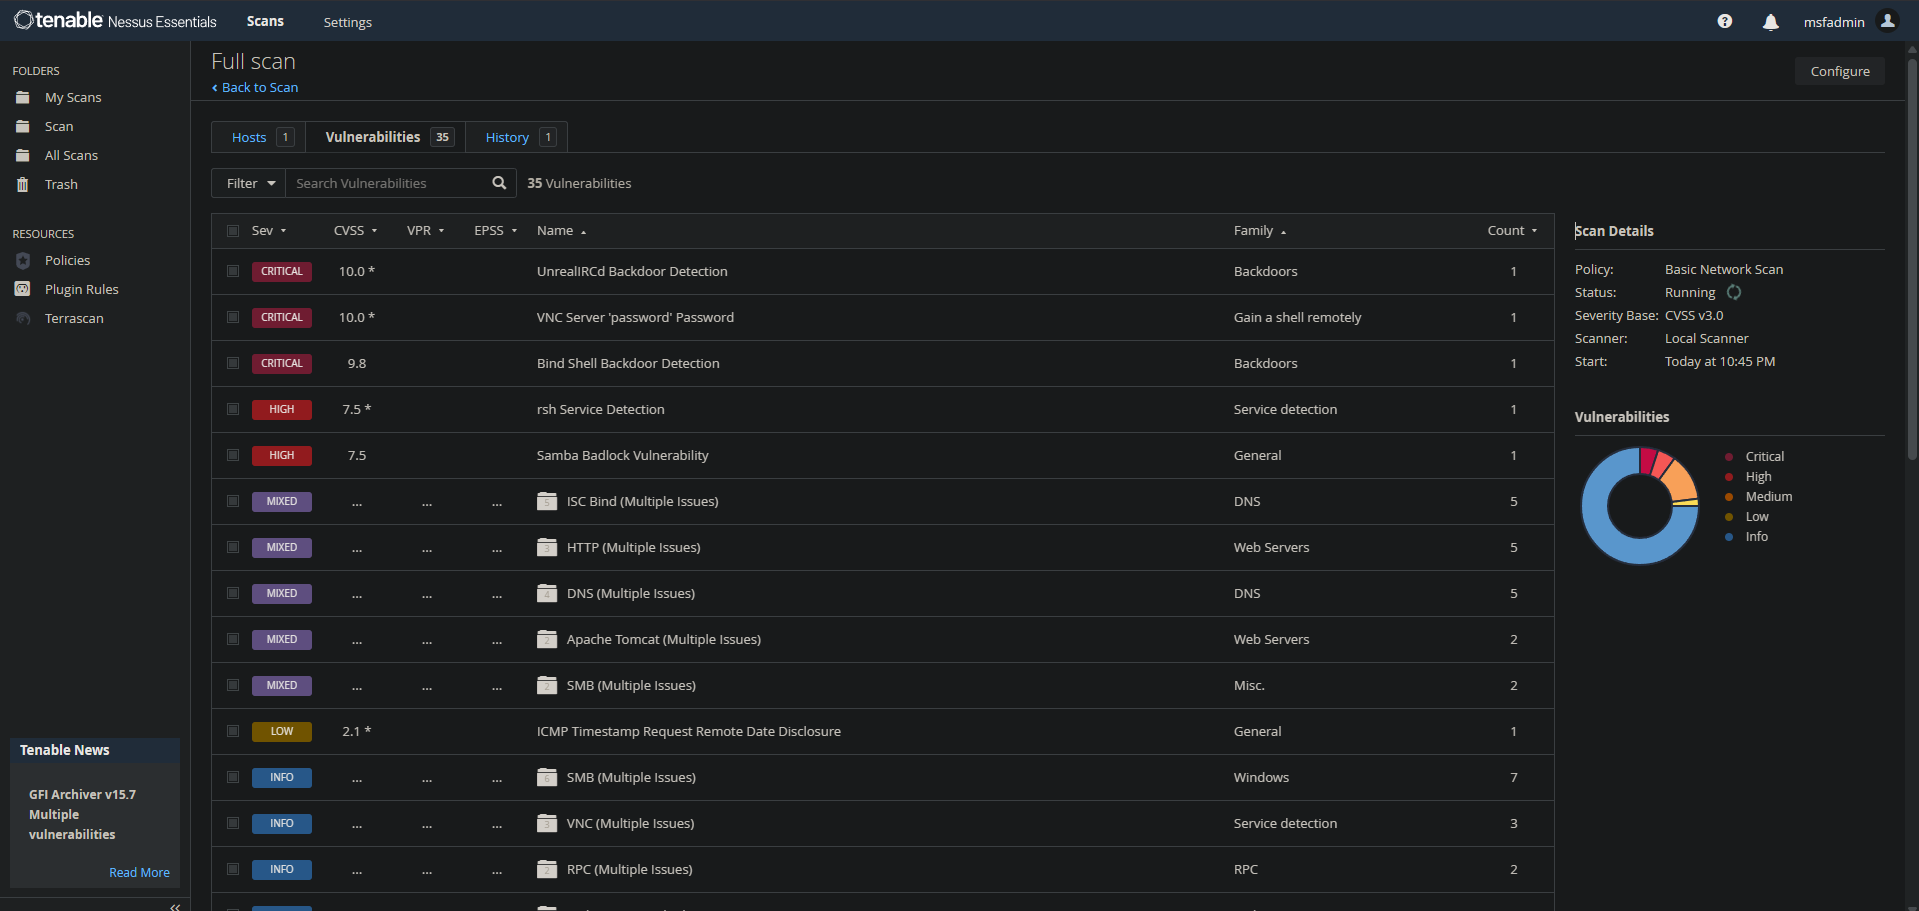 tenable Nessus Essentials Scans Settings msfadmin
FOLDERS
My Scans
Scan
All Scans
Trash
RESOURCES
Policies
Plugin Rules
Terrascan
Tenable News
GFI Archiver v15.7
Multiple
vulnerabilities
Read More
Full scan
Back to Scan
Configure
Hosts 1 Vulnerabilities 35 History 1
Filter Search Vulnerabilities 35 Vulnerabilities
Sev CVSS VPR EPSS Name Family Count
CRITICAL 10.0 * UnrealIRCd Backdoor Detection Backdoors 1
CRITICAL 10.0 * VNC Server 'password' Password Gain a shell remotely 1
CRITICAL 9.8 Bind Shell Backdoor Detection Backdoors 1
HIGH 7.5 * rsh Service Detection Service detection 1
HIGH 7.5 Samba Badlock Vulnerability General 1
MIXED ... ... ... 5 ISC Bind (Multiple Issues) DNS 5
MIXED ... ... ... 3 HTTP (Multiple Issues) Web Servers 5
MIXED ... ... ... 4 DNS (Multiple Issues) DNS 5
MIXED ... ... ... 2 Apache Tomcat (Multiple Issues) Web Servers 2
MIXED ... ... ... 2 SMB (Multiple Issues) Misc. 2
LOW 2.1 * ICMP Timestamp Request Remote Date Disclosure General 1
INFO ... ... ... 6 SMB (Multiple Issues) Windows 7
INFO ... ... ... 3 VNC (Multiple Issues) Service detection 3
INFO ... ... ... 2 RPC (Multiple Issues) RPC 2
Scan Details
Policy: Basic Network Scan
Status: Running
Severity Base: CVSS v3.0
Scanner: Local Scanner
Start: Today at 10:45 PM
Vulnerabilities
Critical
High
Medium
Low
Info